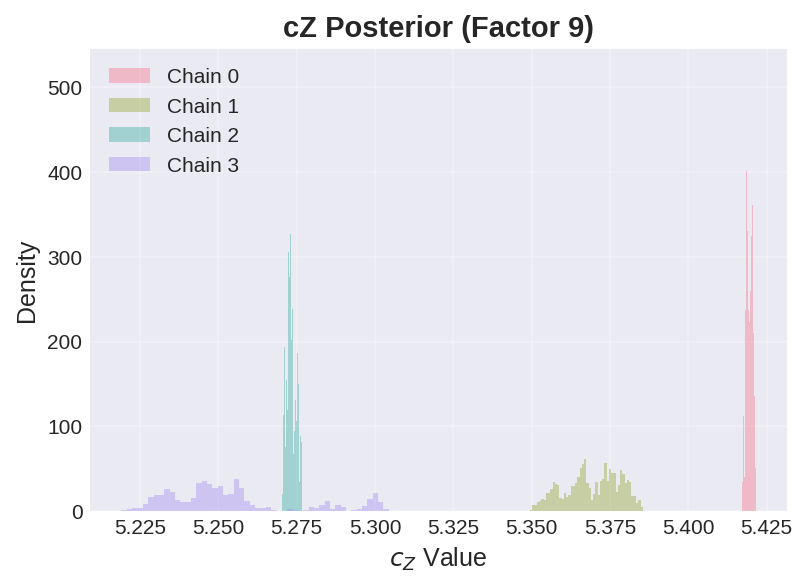 cZ Posterior (Factor 9)
Chain 0
Chain 1
Chain 2
Chain 3
500
400
300
200
100
0
Density
5.225 5.250 5.275 5.300 5.325 5.350 5.375 5.400 5.425
c_Z Value